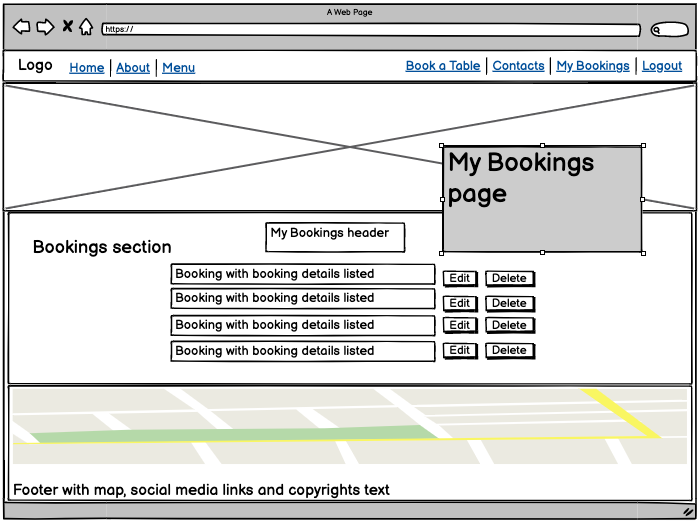 A Web Page
https://
Logo
Home
About
Menu
Book a Table
Contacts
My Bookings
Logout
My Bookings
page
My Bookings header
Bookings section
Booking with booking details listed
Edit
Delete
Booking with booking details listed
Edit
Delete
Booking with booking details listed
Edit
Delete
Booking with booking details listed
Edit
Delete
Footer with map, social media links and copyrights text